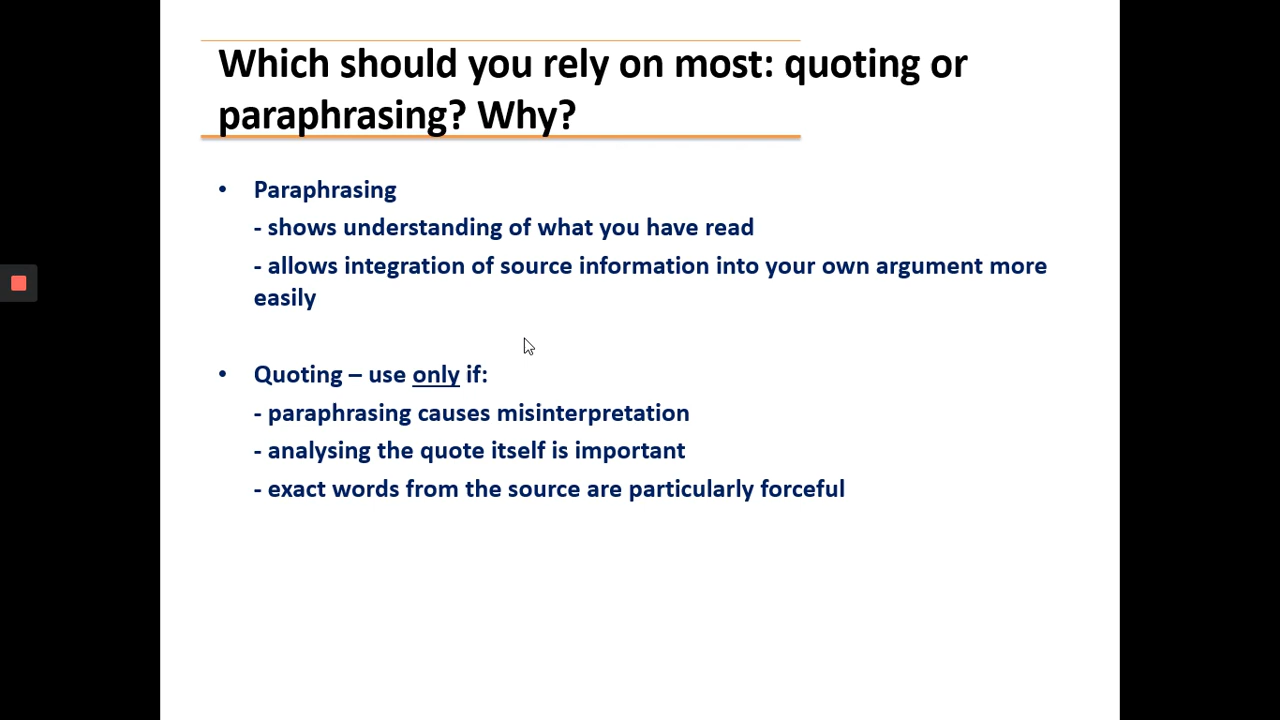 Which should you rely on most: quoting or
paraphrasing? Why?
• Paraphrasing
- shows understanding of what you have read
- allows integration of source information into your own argument more
easily
• Quoting – use only if:
- paraphrasing causes misinterpretation
- analysing the quote itself is important
- exact words from the source are particularly forceful